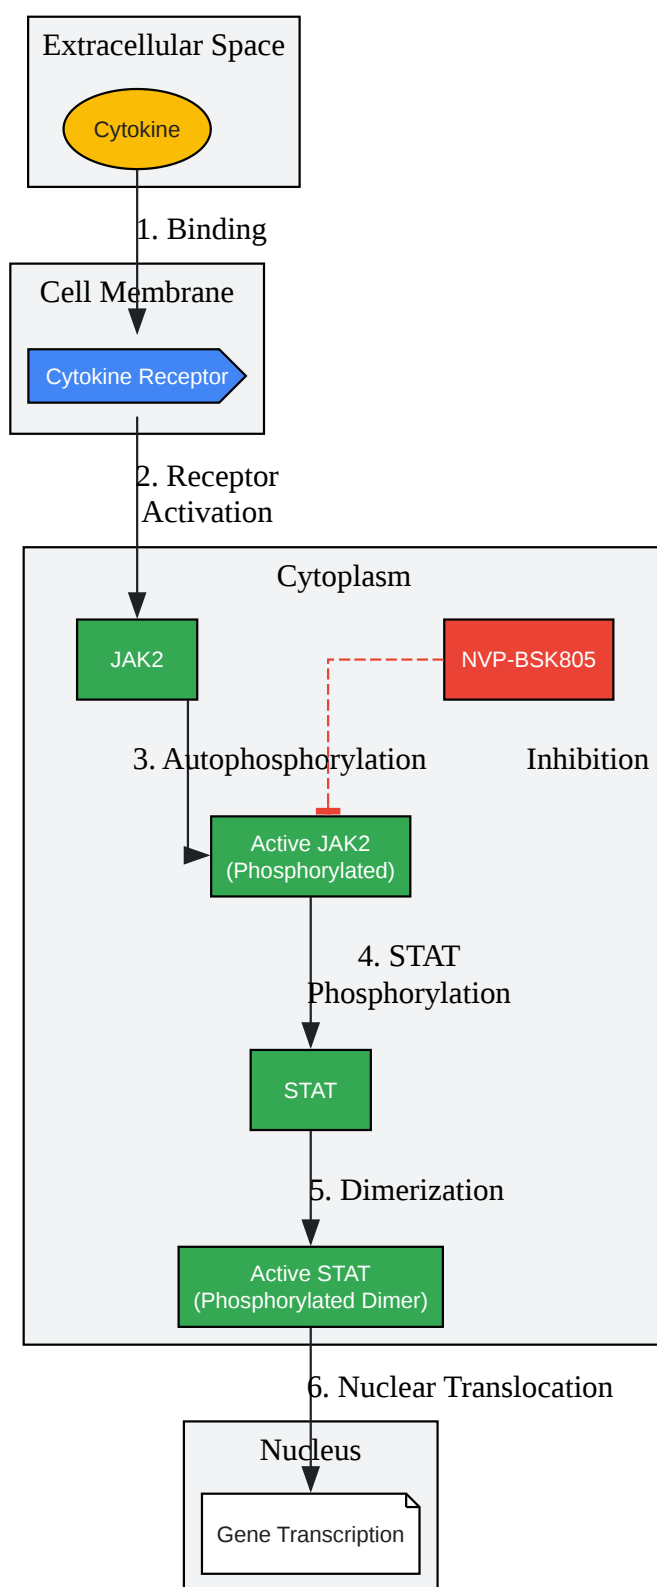 Extracellular Space
Cytokine
1. Binding
Cell Membrane
Cytokine Receptor
2. Receptor
Activation
Cytoplasm
JAK2
NVP-BSK805
3. Autophosphorylation
Inhibition
Active JAK2
(Phosphorylated)
4. STAT
Phosphorylation
STAT
5. Dimerization
Active STAT
(Phosphorylated Dimer)
6. Nuclear Translocation
Nucleus
Gene Transcription